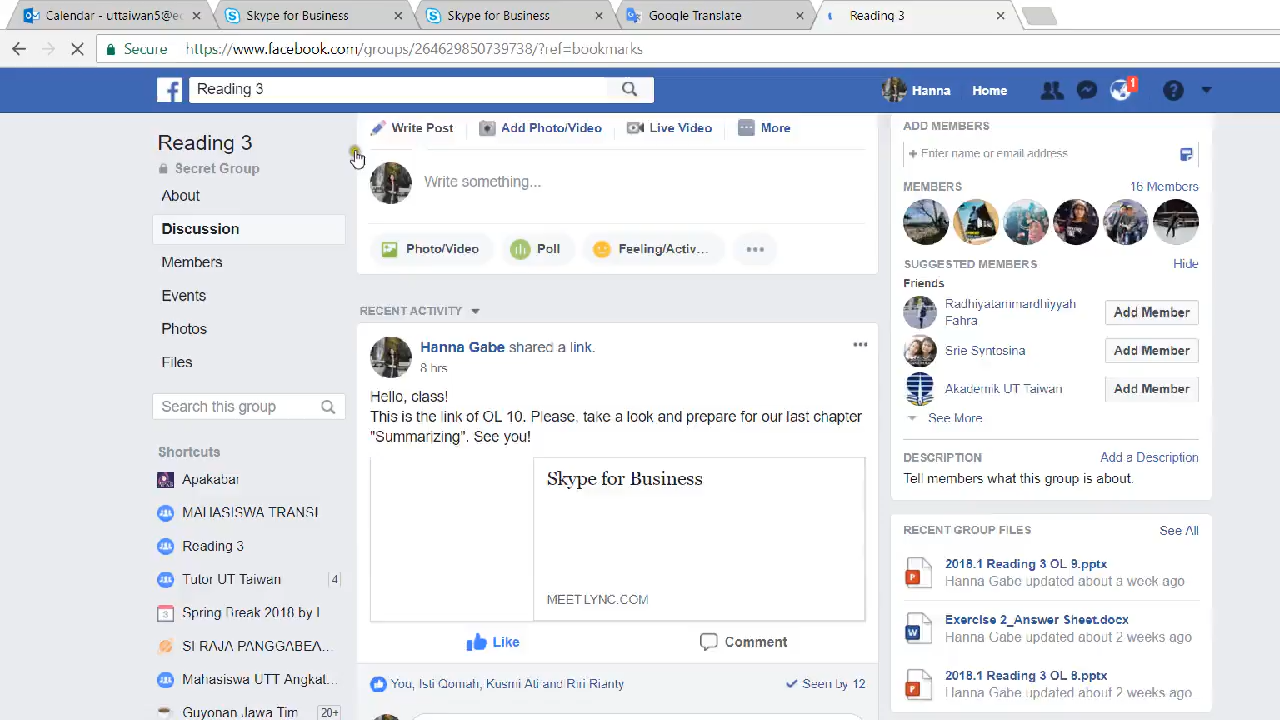 Calendar - uttaiwan5@e
Skype for Business
Skype for Business
Google Translate
Reading 3
Secure
https://www.facebook.com/groups/264629850739738/?ref=bookmarks
Reading 3
Hanna
Home
1
Reading 3
Secret Group
About
Discussion
Members
Events
Photos
Files
Search this group
Shortcuts
Apakabar
MAHASISWA TRANSI
Reading 3
Tutor UT Taiwan 4
Spring Break 2018 by I
SI RAJA PANGGABEA...
Mahasiswa UTT Angkat...
Guyonan Jawa Tim 20+
Write Post
Add Photo/Video
Live Video
More
Write something...
Photo/Video
Poll
Feeling/Activ...
RECENT ACTIVITY
Hanna Gabe shared a link.
8 hrs
Hello, class!
This is the link of OL 10. Please, take a look and prepare for our last chapter
"Summarizing". See you!
Skype for Business
MEET.LYNC.COM
Like
Comment
You, Isti Qomah, Kusmi Ati and Riri Rianty
Seen by 12
ADD MEMBERS
+ Enter name or email address
MEMBERS
16 Members
SUGGESTED MEMBERS
Hide
Friends
Radhiyatammardhiyyah
Fahra
Add Member
Srie Syntosina
Add Member
Akademik UT Taiwan
Add Member
See More
DESCRIPTION
Add a Description
Tell members what this group is about.
RECENT GROUP FILES
See All
2018.1 Reading 3 OL 9.pptx
Hanna Gabe updated about a week ago
Exercise 2_Answer Sheet.docx
Hanna Gabe updated about 2 weeks ago
2018.1 Reading 3 OL 8.pptx
Hanna Gabe updated about 2 weeks ago